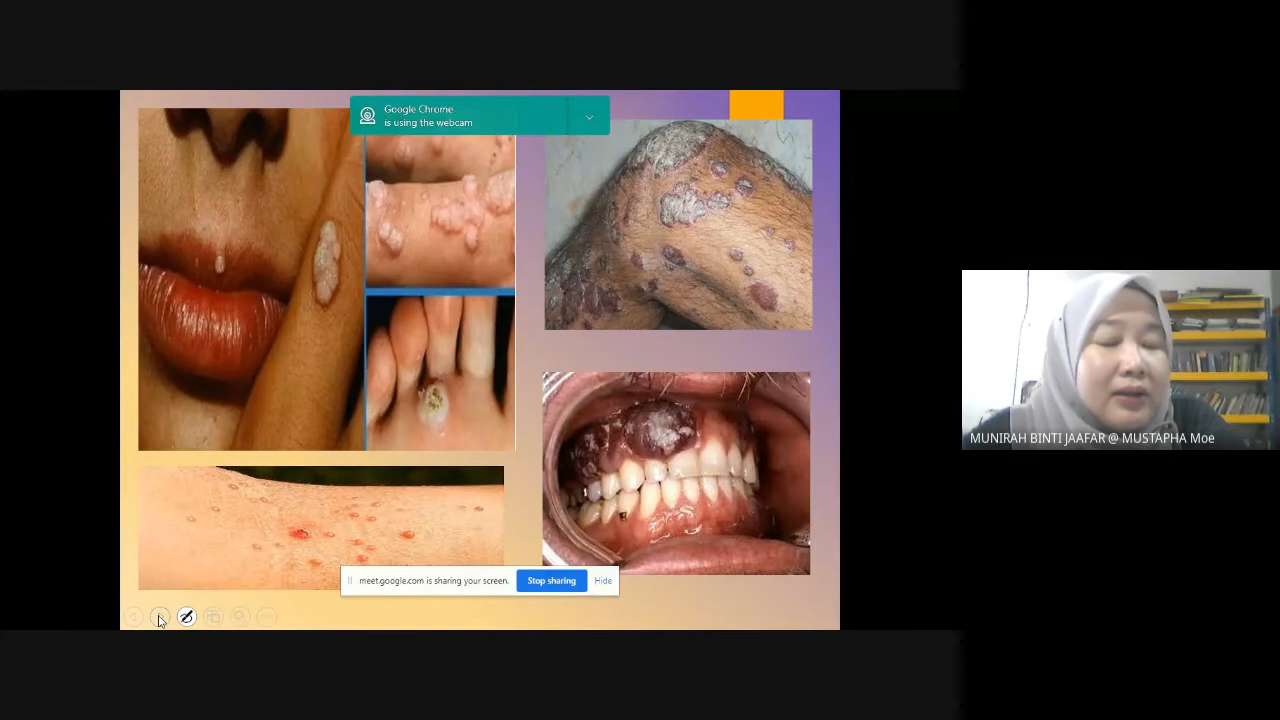 Google Chrome
is using the webcam
meet.google.com is sharing your screen.
Stop sharing
Hide
MUNIRAH BINTI JAAFAR @ MUSTAPHA Moe